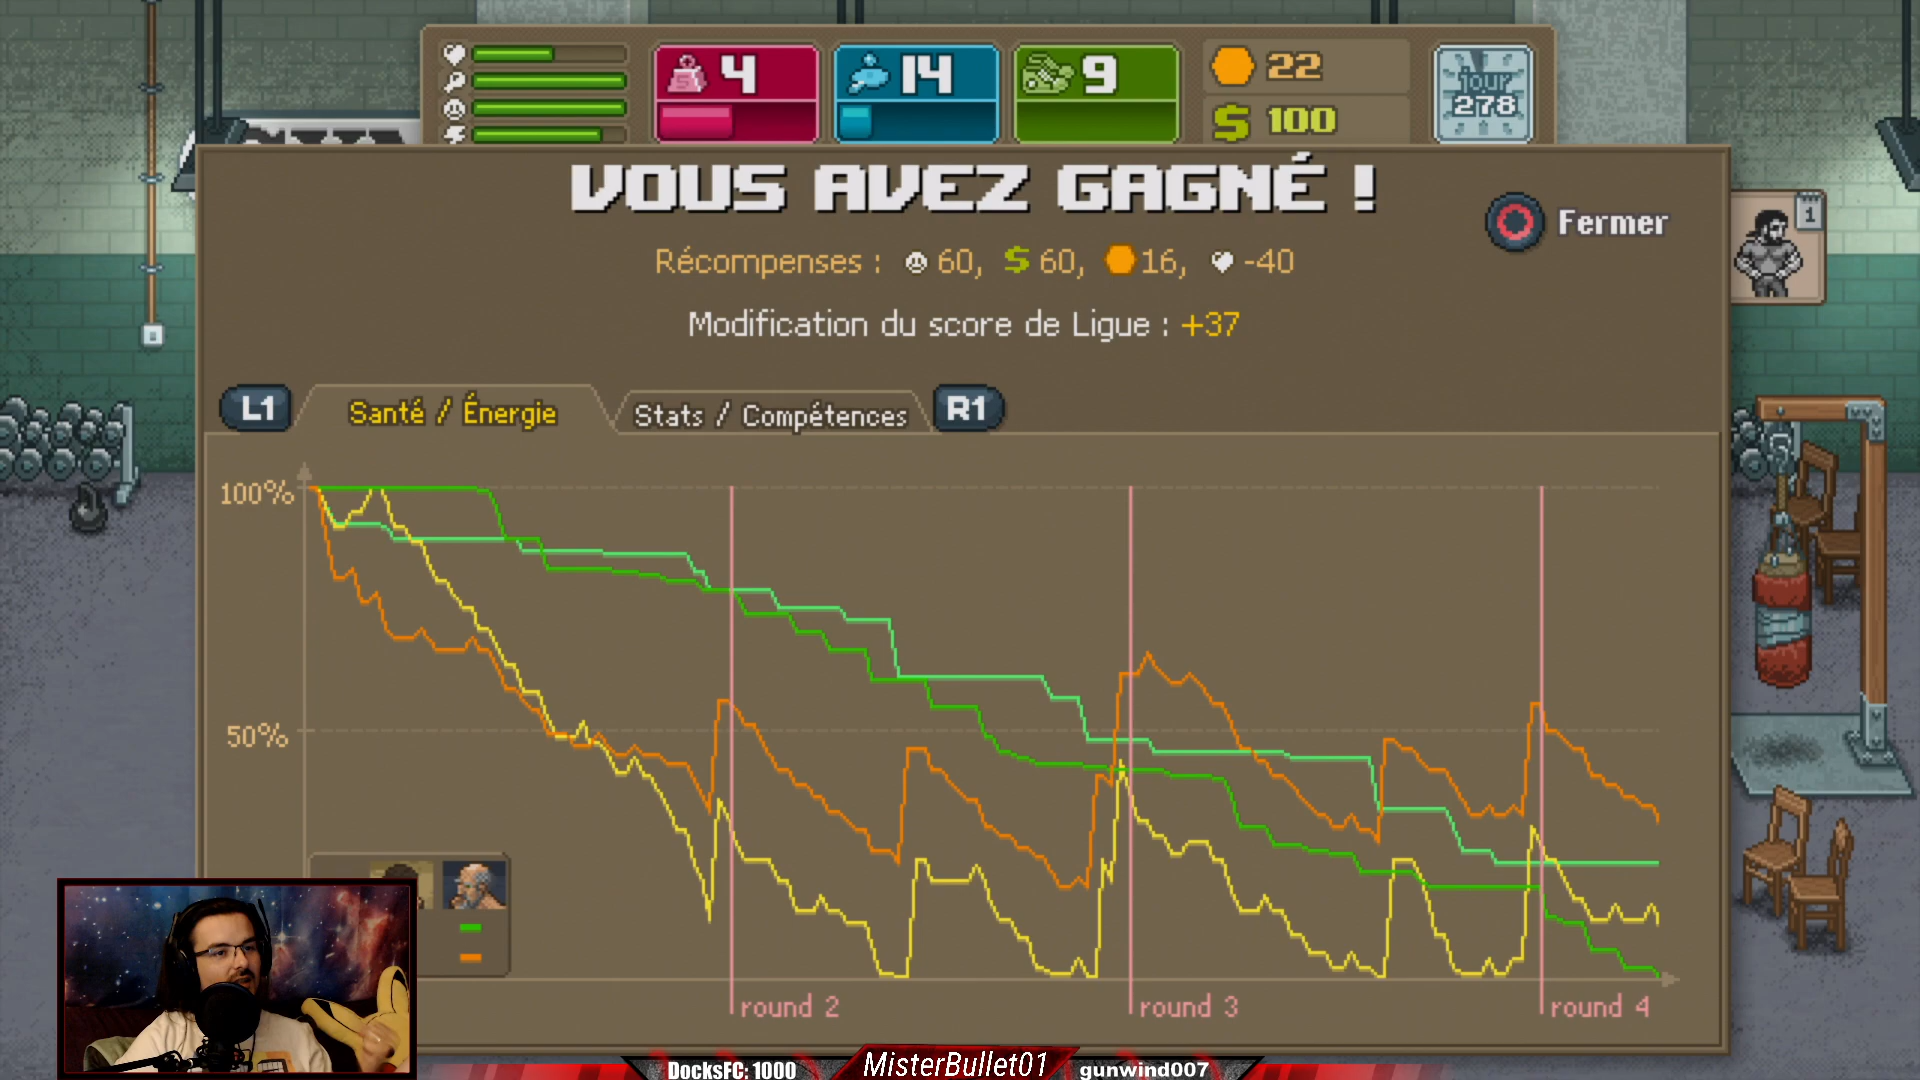 4
14
9
22
$ 100
jour
278
VOUS AVEZ GAGNÉ !
Fermer
1
Récompenses : 60, $ 60, 16, -40
Modification du score de Ligue : +37
L1
Santé / Énergie
Stats / Compétences
R1
100%
50%
round 2
round 3
round 4
DocksFC: 1000
MisterBullet01
gunwind007